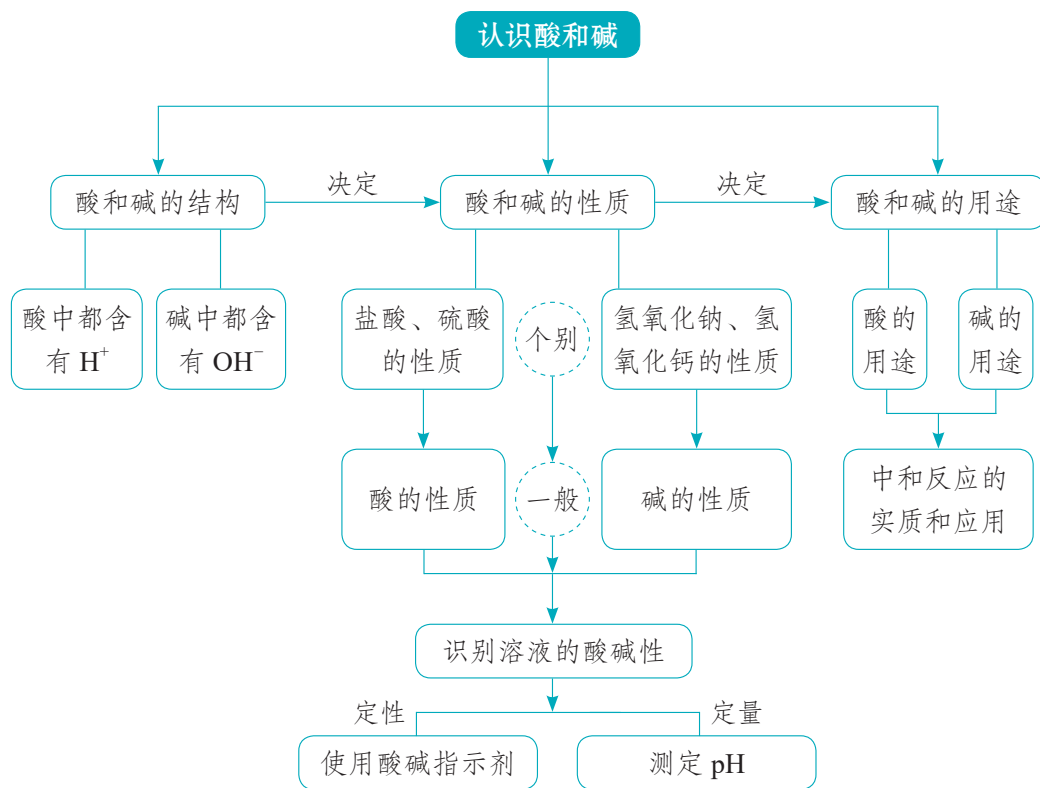 认识酸和碱
酸和碱的结构
决定
酸和碱的性质
决定
酸和碱的用途
酸中都含
有 H⁺
碱中都含
有 OH⁻
盐酸、硫酸
的性质
个别
氢氧化钠、氢
氧化钙的性质
酸的
用途
碱的
用途
酸的性质
一般
碱的性质
中和反应的
实质和应用
识别溶液的酸碱性
定性
定量
使用酸碱指示剂
测定 pH